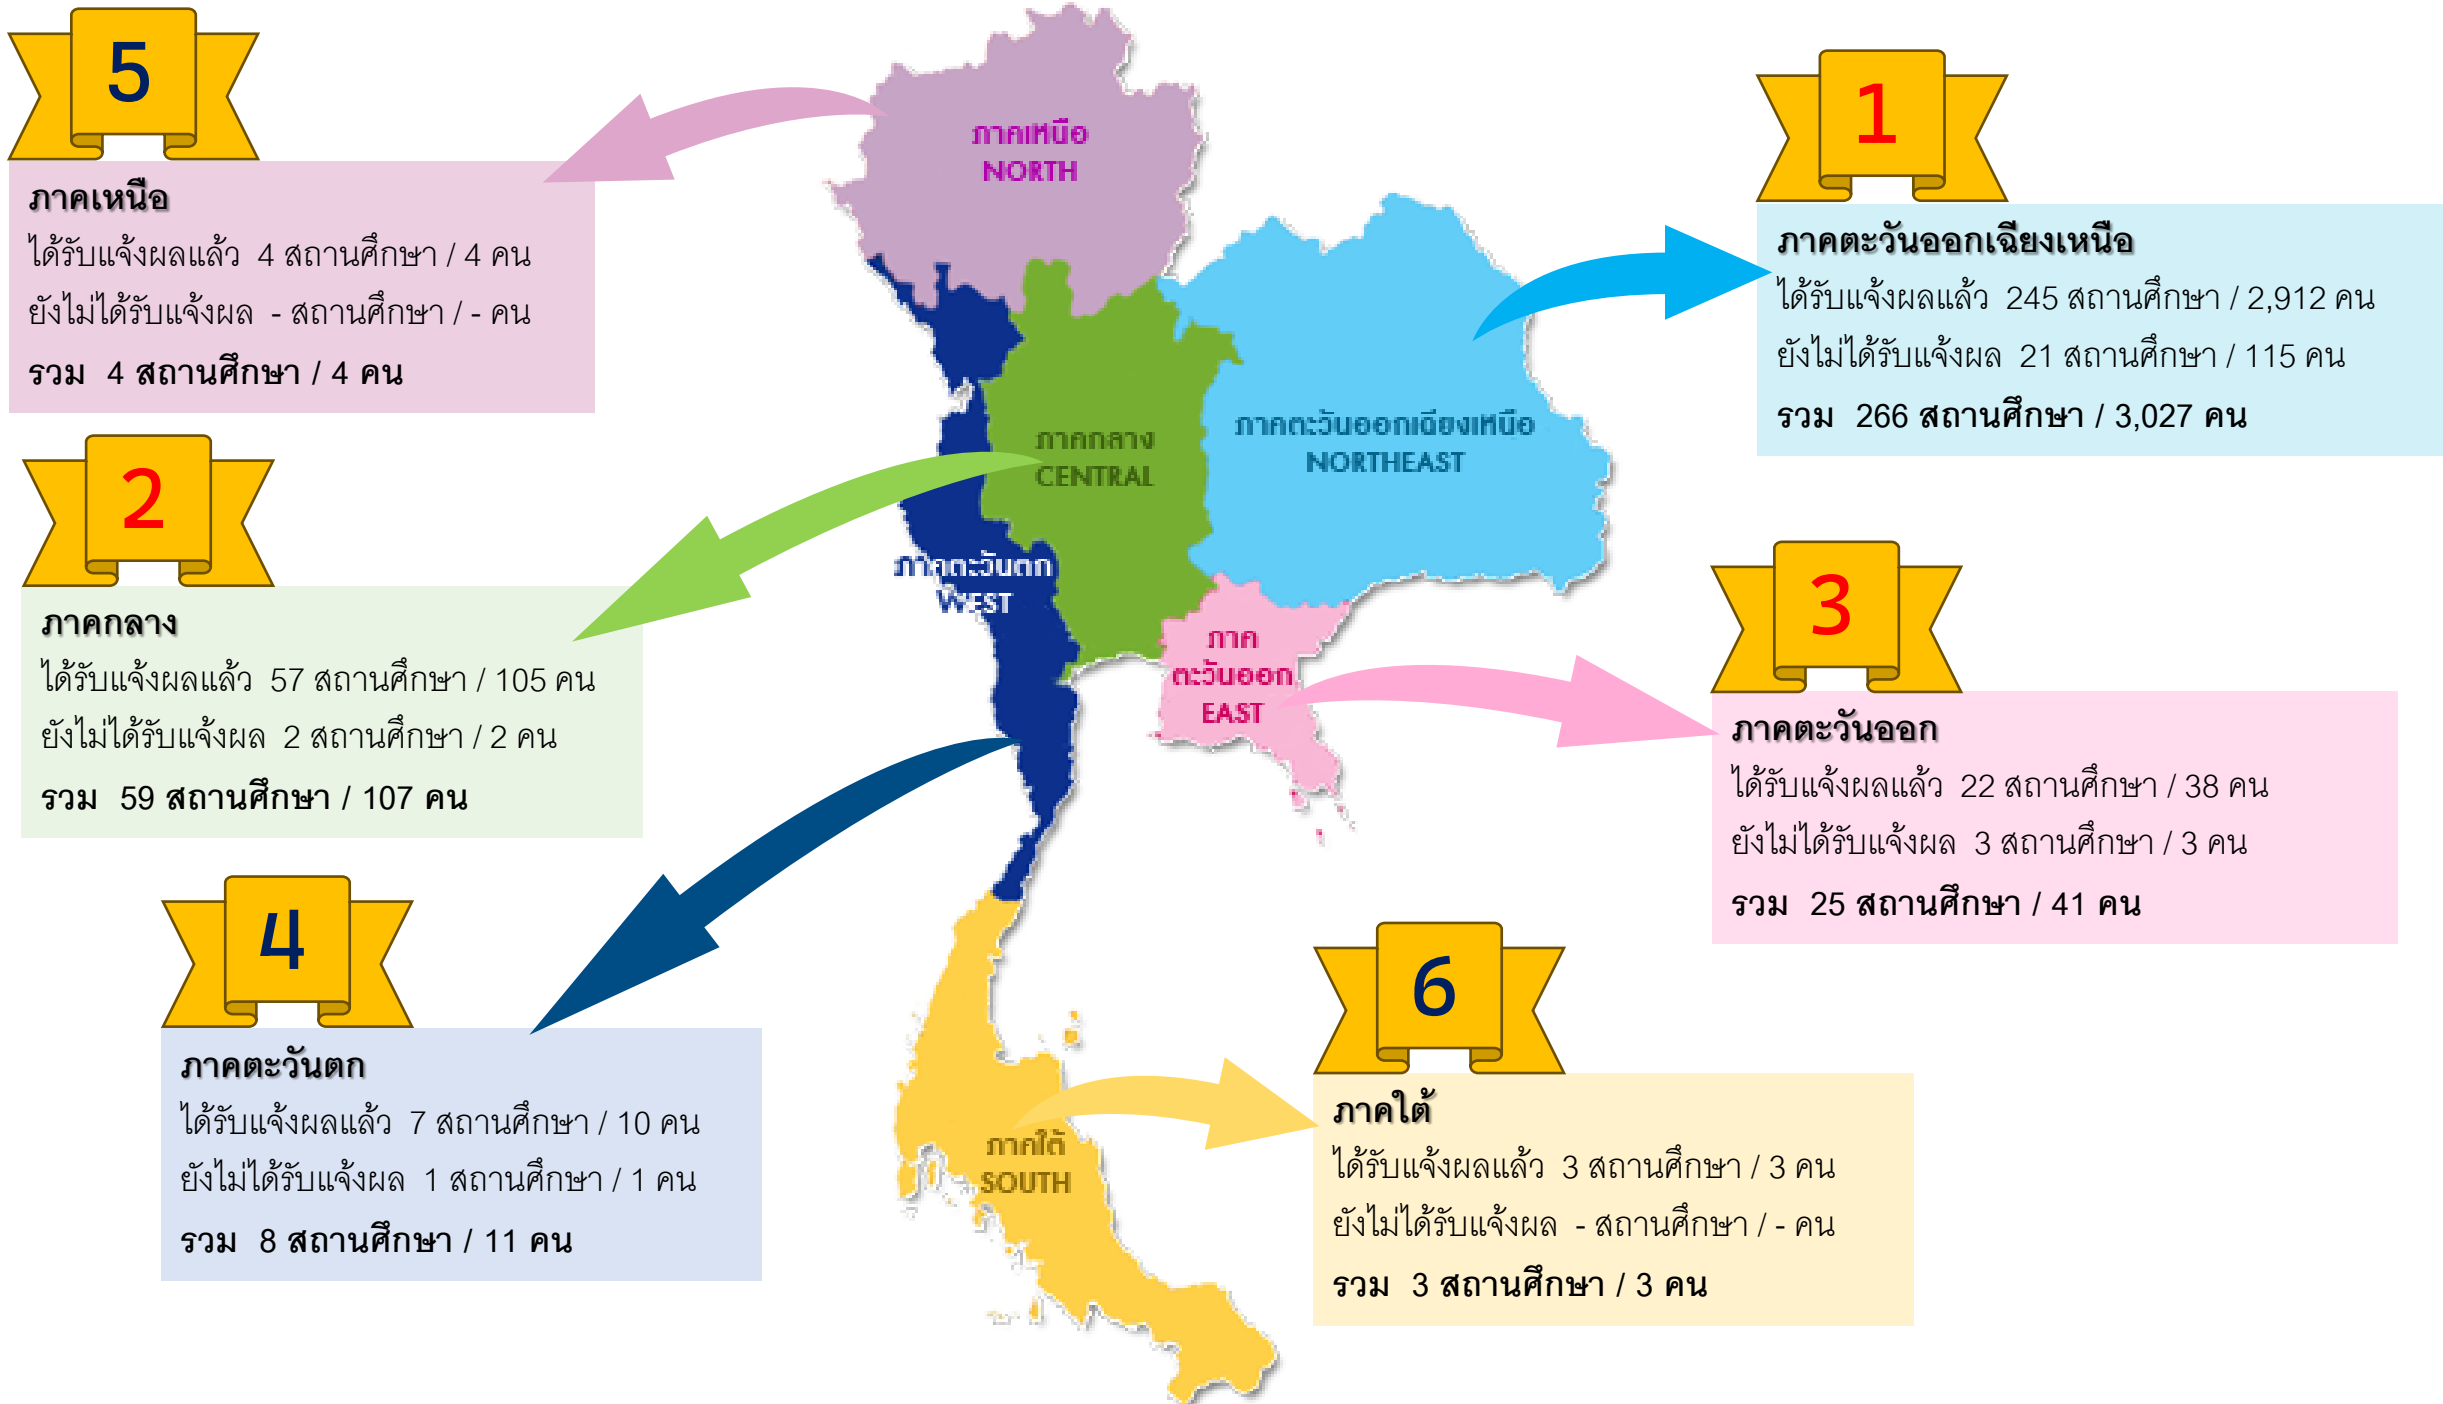 5
ภาคเหนือ
ได้รับแจ้งผลแล้ว 4 สถานศึกษา / 4 คน
ยังไม่ได้รับแจ้งผล - สถานศึกษา / - คน
รวม 4 สถานศึกษา / 4 คน
1
ภาคตะวันออกเฉียงเหนือ
ได้รับแจ้งผลแล้ว 245 สถานศึกษา / 2,912 คน
ยังไม่ได้รับแจ้งผล 21 สถานศึกษา / 115 คน
รวม 266 สถานศึกษา / 3,027 คน
2
ภาคกลาง
ได้รับแจ้งผลแล้ว 57 สถานศึกษา / 105 คน
ยังไม่ได้รับแจ้งผล 2 สถานศึกษา / 2 คน
รวม 59 สถานศึกษา / 107 คน
3
ภาคตะวันออก
ได้รับแจ้งผลแล้ว 22 สถานศึกษา / 38 คน
ยังไม่ได้รับแจ้งผล 3 สถานศึกษา / 3 คน
รวม 25 สถานศึกษา / 41 คน
4
ภาคตะวันตก
ได้รับแจ้งผลแล้ว 7 สถานศึกษา / 10 คน
ยังไม่ได้รับแจ้งผล 1 สถานศึกษา / 1 คน
รวม 8 สถานศึกษา / 11 คน
6
ภาคใต้
ได้รับแจ้งผลแล้ว 3 สถานศึกษา / 3 คน
ยังไม่ได้รับแจ้งผล - สถานศึกษา / - คน
รวม 3 สถานศึกษา / 3 คน
ภาคเหนือ
NORTH
ภาคตะวันออกเฉียงเหนือ
NORTHEAST
ภาคกลาง
CENTRAL
ภาคตะวันตก
WEST
ภาค
ตะวันออก
EAST
ภาคใต้
SOUTH